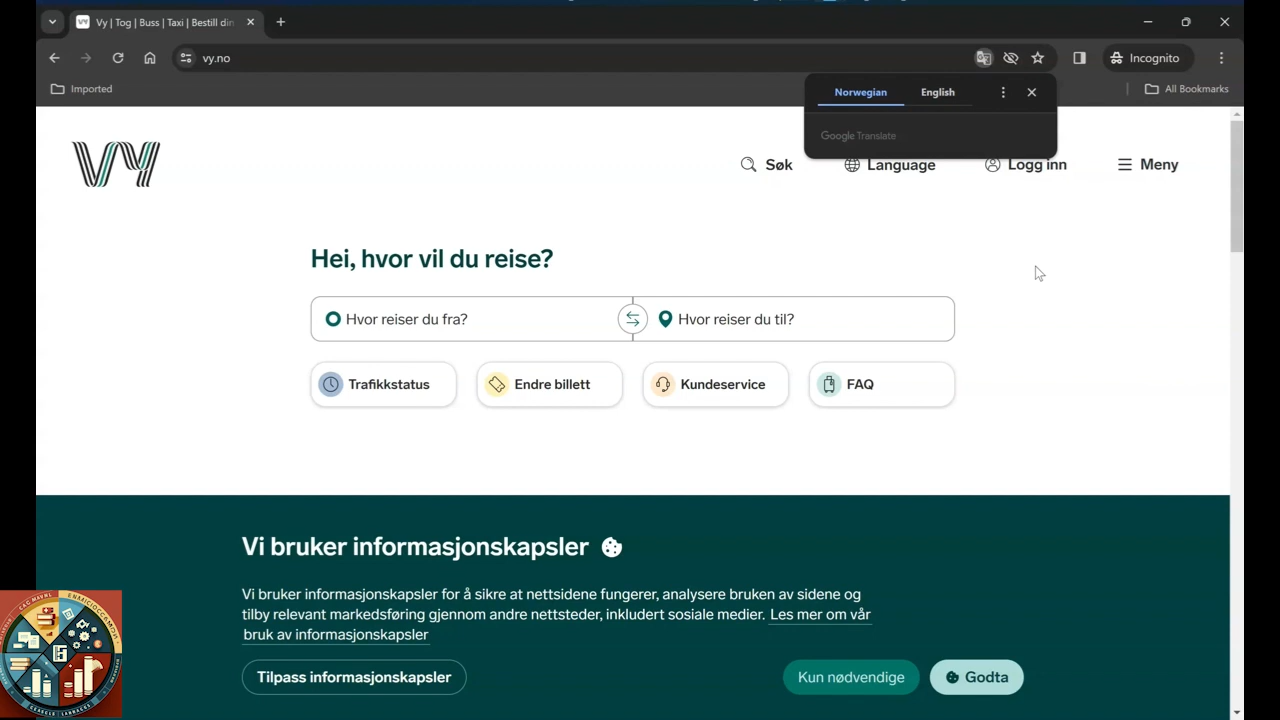 Vy | Tog | Buss | Taxi | Bestill din
vy.no
Incognito
Imported
All Bookmarks
Norwegian
English
Google Translate
VY
Søk
Language
Logg inn
Meny
Hei, hvor vil du reise?
Hvor reiser du fra?
Hvor reiser du til?
Trafikkstatus
Endre billett
Kundeservice
FAQ
Vi bruker informasjonskapsler
Vi bruker informasjonskapsler for å sikre at nettsidene fungerer, analysere bruken av sidene og
tilby relevant markedsføring gjennom andre nettsteder, inkludert sosiale medier. Les mer om vår
bruk av informasjonskapsler
Tilpass informasjonskapsler
Kun nødvendige
Godta